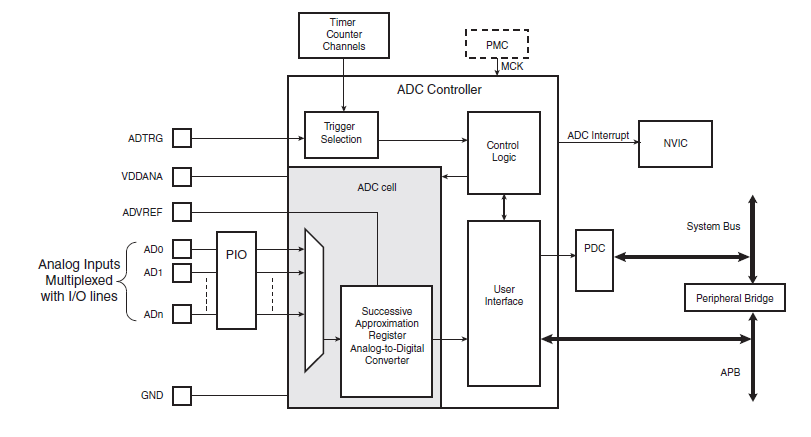 Timer
Counter
Channels
PMC
MCK
ADC Controller
ADTRG
Trigger
Selection
Control
Logic
ADC Interrupt
NVIC
VDDANA
ADC cell
ADVREF
System Bus
AD0
PIO
PDC
Analog Inputs
Multiplexed
with I/O lines
AD1
ADn
User
Interface
Peripheral Bridge
Successive
Approximation
Register
Analog-to-Digital
Converter
APB
GND